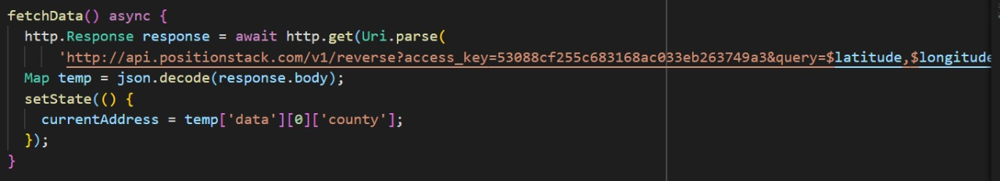 fetchData() async {
http.Response response = await http.get(Uri.parse(
'http://api.positionstack.com/v1/reverse?access_key=53088cf255c683168ac033eb263749a3&query=$latitude,$longitude
Map temp = json.decode(response.body);
setState(() {
currentAddress = temp['data'][0]['county'];
});
}